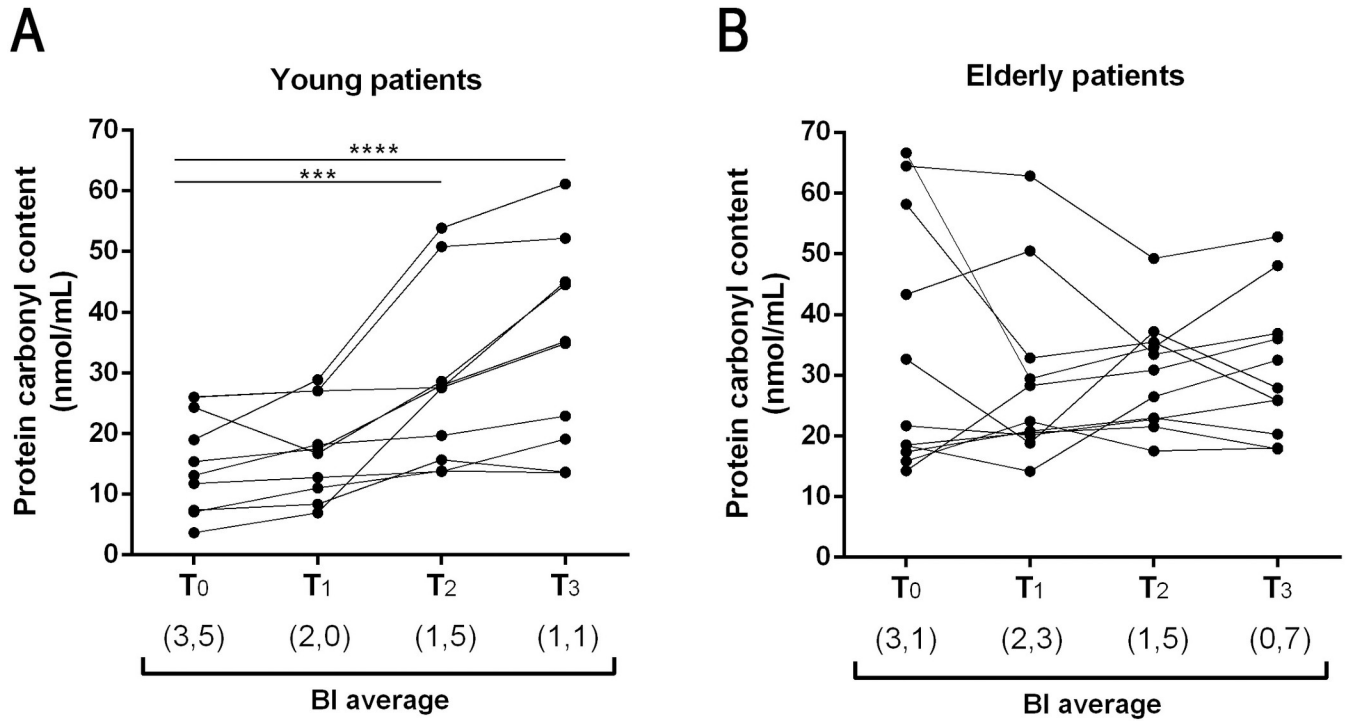 A
Young patients
Protein carbonyl content
(nmol/mL)
70
60
50
40
30
20
10
0
****
***
T0 T1 T2 T3
(3,5) (2,0) (1,5) (1,1)
BI average
B
Elderly patients
Protein carbonyl content
(nmol/mL)
70
60
50
40
30
20
10
0
T0 T1 T2 T3
(3,1) (2,3) (1,5) (0,7)
BI average